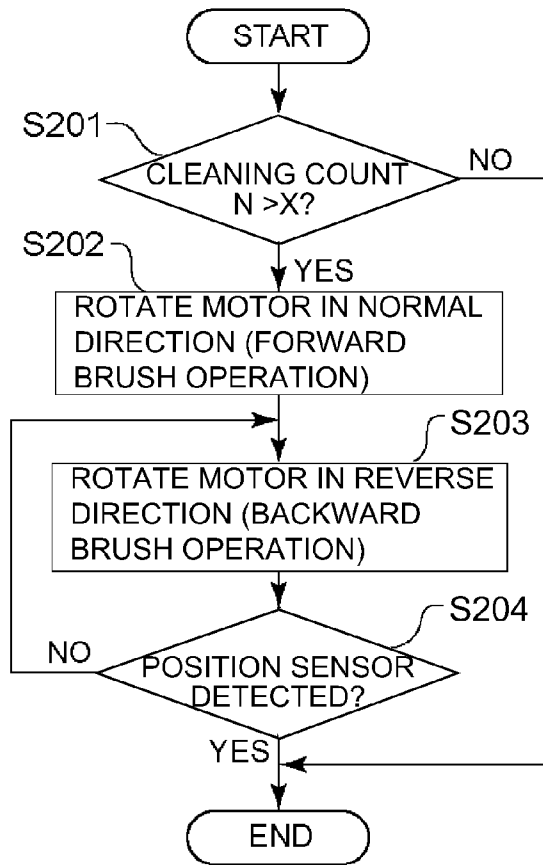 START
S201
CLEANING COUNT
N >X?
NO
S202
YES
ROTATE MOTOR IN NORMAL
DIRECTION (FORWARD
BRUSH OPERATION)
S203
ROTATE MOTOR IN REVERSE
DIRECTION (BACKWARD
BRUSH OPERATION)
S204
NO
POSITION SENSOR
DETECTED?
YES
END